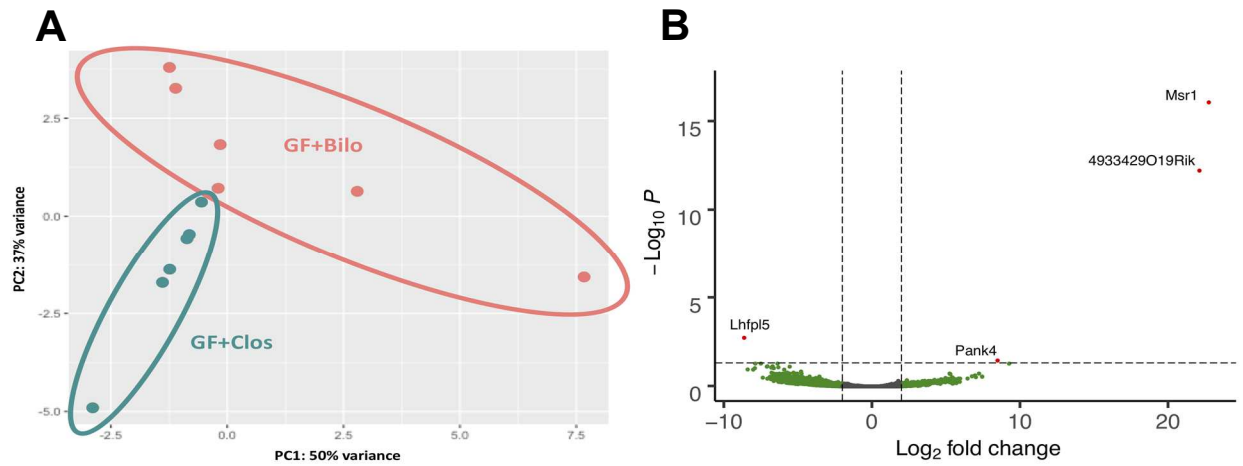 A
PC2: 37% variance
2.5
0.0
-2.5
-5.0
GF+Bilo
GF+Clos
-2.5
0.0
2.5
5.0
7.5
PC1: 50% variance
B
−Log10 P
15
10
5
0
Msr1
4933429O19Rik
Lhfpl5
Pank4
−10
0
10
20
Log2 fold change